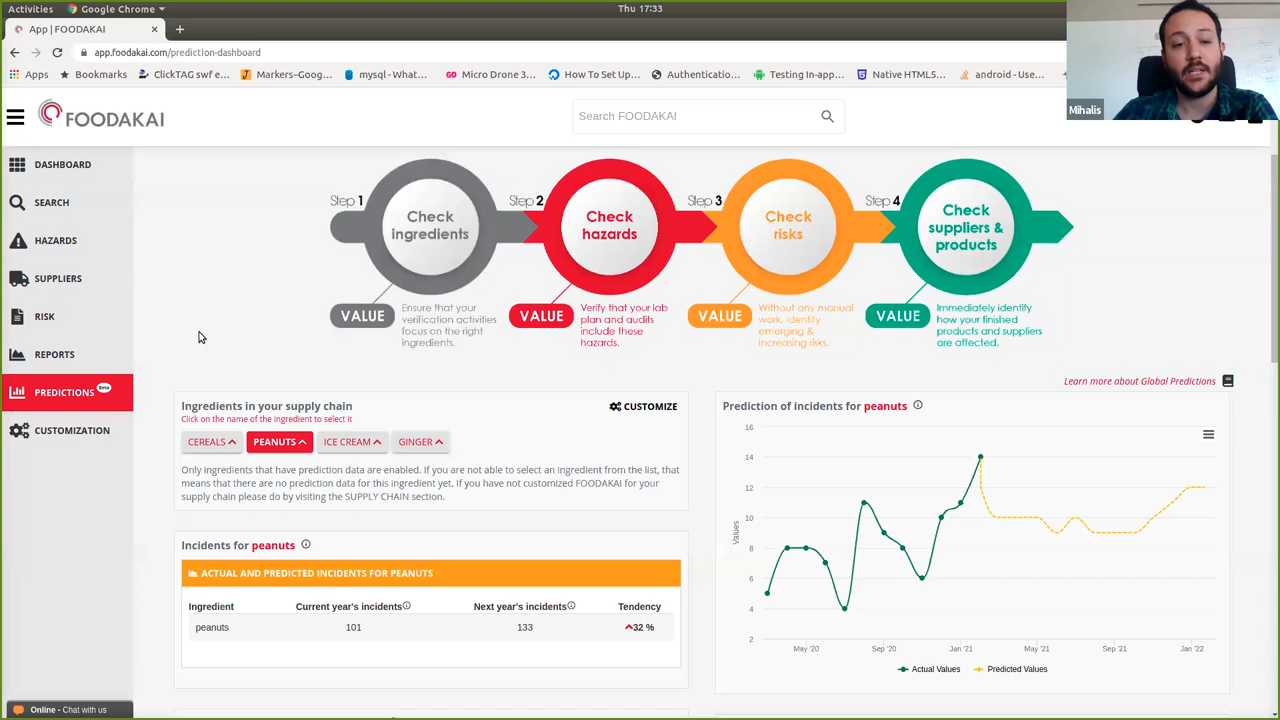 Activities
Google Chrome
Thu 17:33
App | FOODAKAI
app.foodakai.com/prediction-dashboard
Apps
Bookmarks
ClickTAG swf e...
Markers–Goog...
mysql - What...
GO Micro Drone 3...
How To Set Up...
Authenticatio...
Testing In-app...
Native HTML5...
android - Use...
Mihalis
FOODAKAI
Search FOODAKAI
DASHBOARD
SEARCH
HAZARDS
SUPPLIERS
RISK
REPORTS
PREDICTIONS Beta
CUSTOMIZATION
Online - Chat with us
Step 1
Check
ingredients
VALUE
Ensure that your
verification activities
focus on the right
ingredients.
Step 2
Check
hazards
VALUE
Verify that your lab
plan and audits
include these
hazards.
Step 3
Check
risks
VALUE
Without any manual
work, identify
emerging &
increasing risks.
Step 4
Check
suppliers &
products
VALUE
Immediately identify
how your finished
products and suppliers
are affected.
Learn more about Global Predictions
Ingredients in your supply chain
CUSTOMIZE
Click on the name of the ingredient to select it
CEREALS
PEANUTS
ICE CREAM
GINGER
Only ingredients that have prediction data are enabled. If you are not able to select an ingredient from the list, that
means that there are no prediction data for this ingredient yet. If you have not customized FOODAKAI for your
supply chain please do by visiting the SUPPLY CHAIN section.
Incidents for peanuts
ACTUAL AND PREDICTED INCIDENTS FOR PEANUTS
Ingredient Current year's incidents Next year's incidents Tendency
peanuts 101 133 32 %
Prediction of incidents for peanuts
16
14
12
10
8
6
4
2
Values
May '20
Sep '20
Jan '21
May '21
Sep '21
Jan '22
Actual Values
Predicted Values